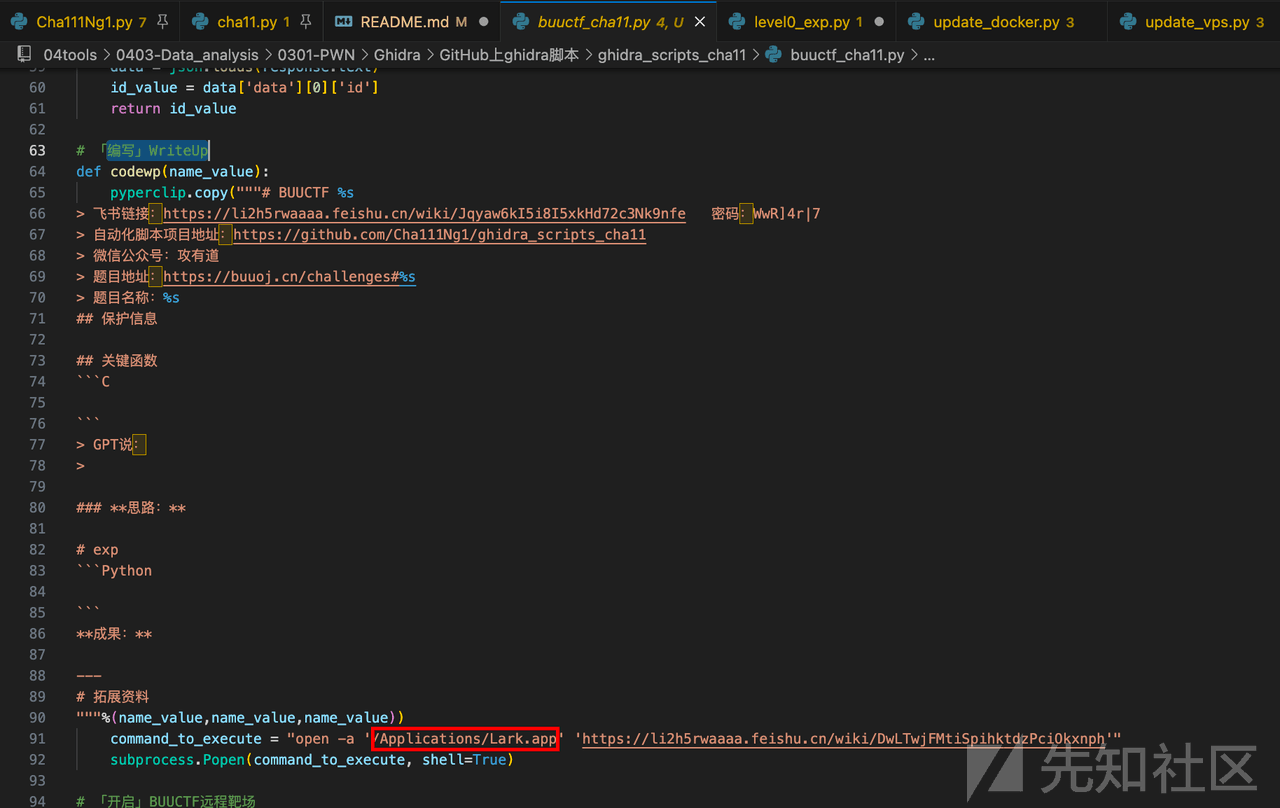 Cha111Ng1.py 7
cha11.py 1
README.md M
buuctf_cha11.py 4, U
level0_exp.py 1
update_docker.py 3
update_vps.py 3
04tools > 0403-Data_analysis > 0301-PWN > Ghidra > GitHub上ghidra脚本 > ghidra_scripts_cha11 > buuctf_cha11.py > ...
59 data = json.loads(response.text)
60 id_value = data['data'][0]['id']
61 return id_value
62
63 # 「编写」WriteUp
64 def codewp(name_value):
65 pyperclip.copy("""# BUUCTF %s
66 > 飞书链接：https://li2h5rwaaaa.feishu.cn/wiki/Jqyaw6kI5i8I5xkHd72c3Nk9nfe 密码：WwR]4r|7
67 > 自动化脚本项目地址：https://github.com/Cha111Ng1/ghidra_scripts_cha11
68 > 微信公众号：攻有道
69 > 题目地址：https://buuoj.cn/challenges#%s
70 > 题目名称：%s
71 ## 保护信息
72
73 ## 关键函数
74 ```C
75
76 ```
77 > GPT说：
78 >
79
80 ### **思路：**
81
82 # exp
83 ```Python
84
85 ```
86 **成果：**
87
88 ---
89 # 拓展资料
90 """%(name_value,name_value,name_value))
91 command_to_execute = "open -a '/Applications/Lark.app' 'https://li2h5rwaaaa.feishu.cn/wiki/DwLTwjFMtiSpihktdzPciOkxnph'"
92 subprocess.Popen(command_to_execute, shell=True)
93
94 # 「开启」BUUCTF远程靶场
先知社区